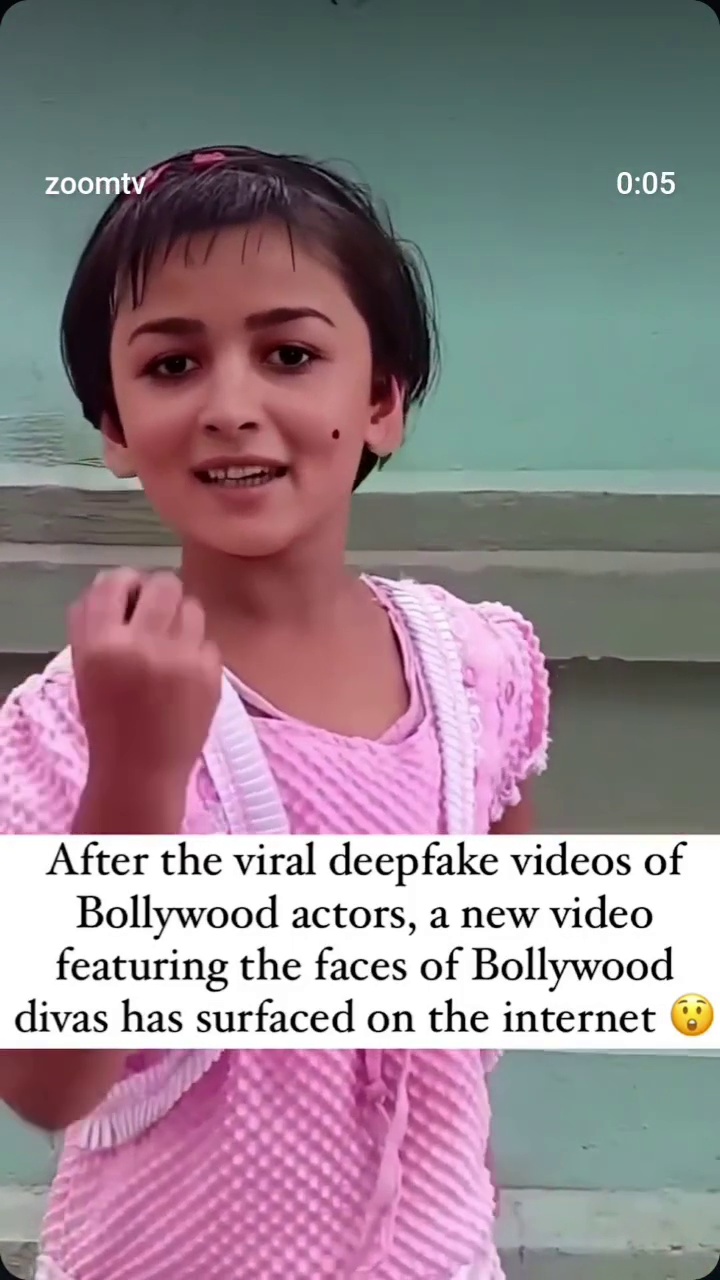 zoomtv
0:05
After the viral deepfake videos of
Bollywood actors, a new video
featuring the faces of Bollywood
divas has surfaced on the internet 😲